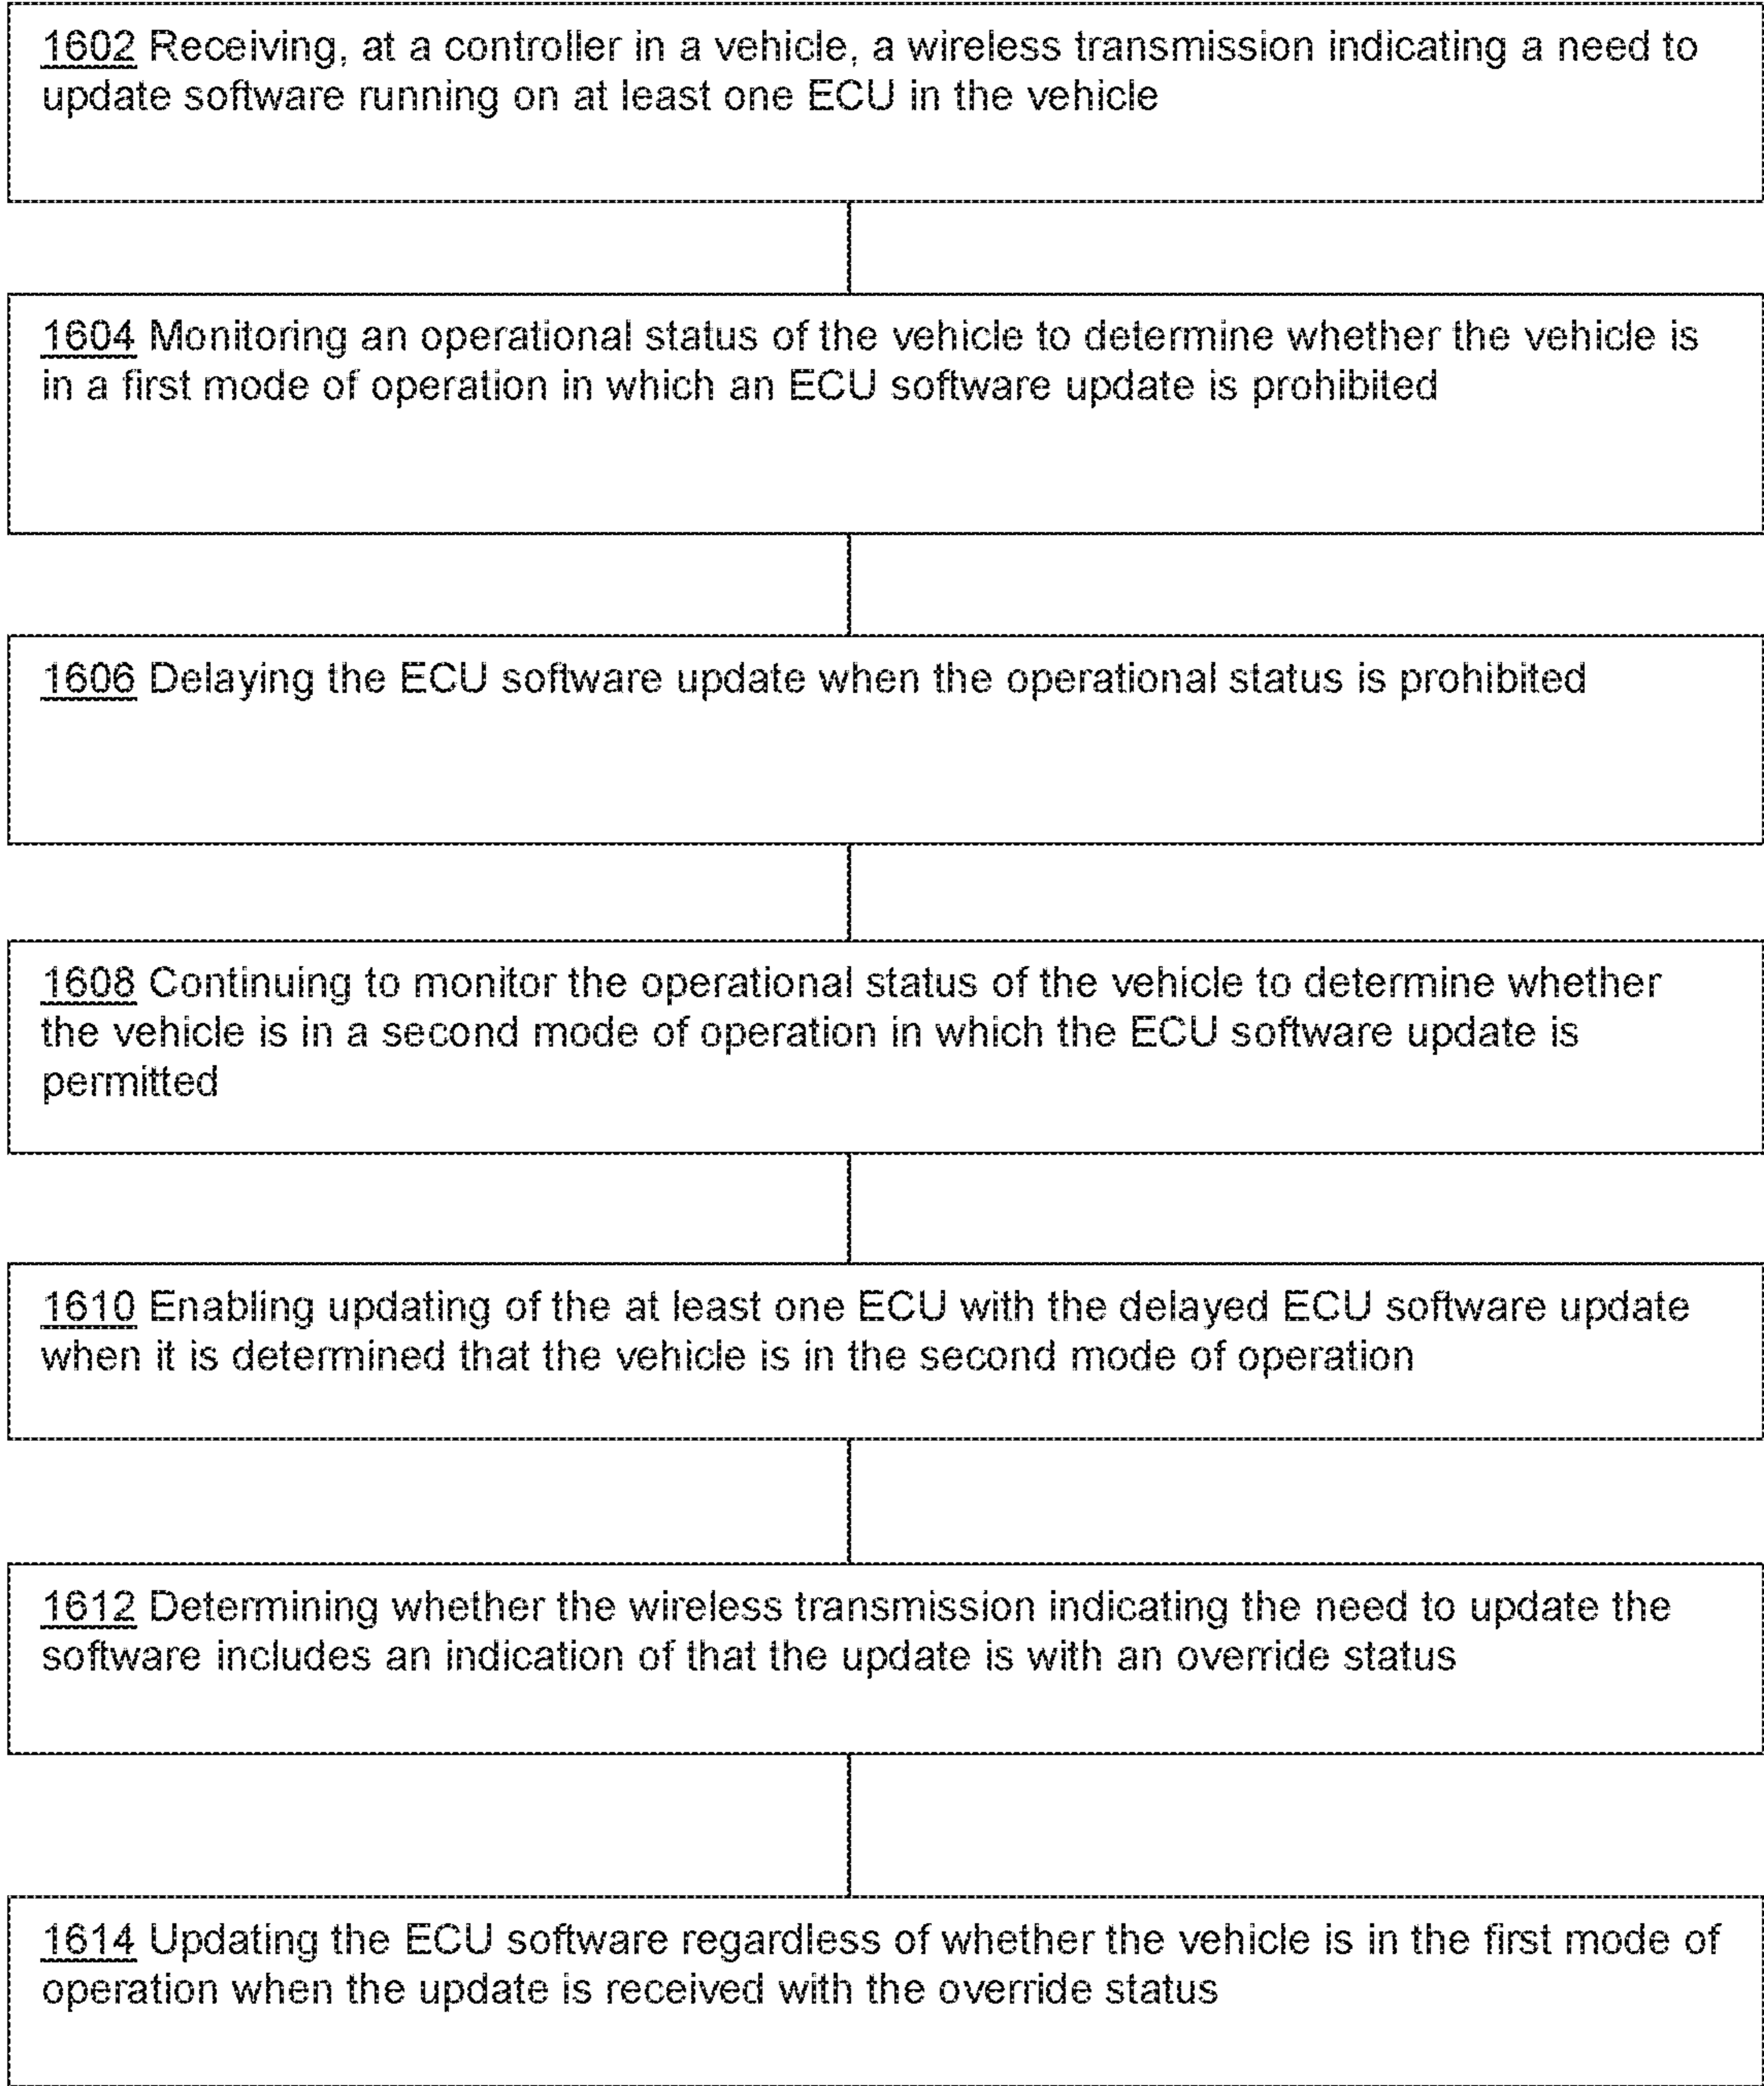 1602 Receiving, at a controller in a vehicle, a wireless transmission indicating a need to
update software running on at least one ECU in the vehicle
1604 Monitoring an operational status of the vehicle to determine whether the vehicle is
in a first mode of operation in which an ECU software update is prohibited
1606 Delaying the ECU software update when the operational status is prohibited
1608 Continuing to monitor the operational status of the vehicle to determine whether
the vehicle is in a second mode of operation in which the ECU software update is
permitted
1610 Enabling updating of the at least one ECU with the delayed ECU software update
when it is determined that the vehicle is in the second mode of operation
1612 Determining whether the wireless transmission indicating the need to update the
software includes an indication of that the update is with an override status
1614 Updating the ECU software regardless of whether the vehicle is in the first mode of
operation when the update is received with the override status